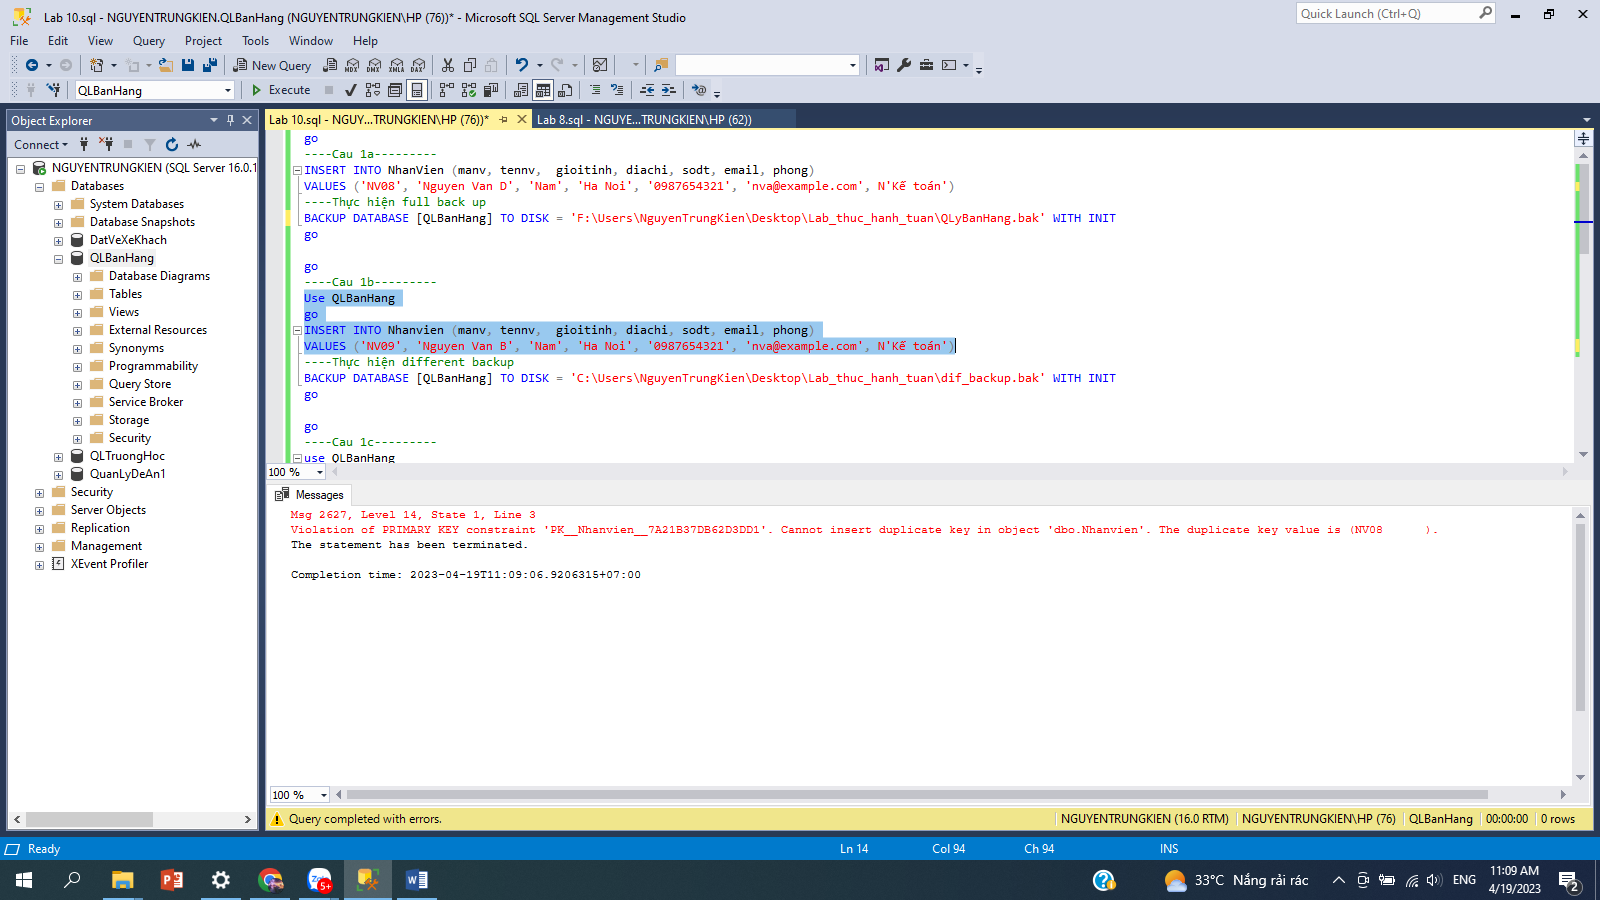 Lab 10.sql - NGUYENTRUNGKIEN.QLBanHang (NGUYENTRUNGKIEN\HP (76))* - Microsoft SQL Server Management Studio
Quick Launch (Ctrl+Q)
File Edit View Query Project Tools Window Help
New Query
MDX DMX XMLA DAX
QLBanHang
Execute
Object Explorer
Lab 10.sql - NGUY...TRUNGKIEN\HP (76))*
Lab 8.sql - NGUYE...TRUNGKIEN\HP (62))
Connect
NGUYENTRUNGKIEN (SQL Server 16.0.1
Databases
System Databases
Database Snapshots
DatVeXeKhach
QLBanHang
Database Diagrams
Tables
Views
External Resources
Synonyms
Programmability
Query Store
Service Broker
Storage
Security
QLTruongHoc
QuanLyDeAn1
Security
Server Objects
Replication
Management
XEvent Profiler
go
----Cau 1a---------
INSERT INTO NhanVien (manv, tennv,  gioitinh, diachi, sodt, email, phong)
VALUES ('NV08', 'Nguyen Van D', 'Nam', 'Ha Noi', '0987654321', 'nva@example.com', N'Kế toán')
----Thực hiện full back up
BACKUP DATABASE [QLBanHang] TO DISK = 'F:\Users\NguyenTrungKien\Desktop\Lab_thuc_hanh_tuan\QLyBanHang.bak' WITH INIT
go
go
----Cau 1b---------
Use QLBanHang
go
INSERT INTO Nhanvien (manv, tennv,  gioitinh, diachi, sodt, email, phong)
VALUES ('NV09', 'Nguyen Van B', 'Nam', 'Ha Noi', '0987654321', 'nva@example.com', N'Kế toán')
----Thực hiện different backup
BACKUP DATABASE [QLBanHang] TO DISK = 'C:\Users\NguyenTrungKien\Desktop\Lab_thuc_hanh_tuan\dif_backup.bak' WITH INIT
go
go
----Cau 1c---------
use QLBanHang
100 %
Messages
Msg 2627, Level 14, State 1, Line 3
Violation of PRIMARY KEY constraint 'PK__Nhanvien__7A21B37DB62D3DD1'. Cannot insert duplicate key in object 'dbo.Nhanvien'. The duplicate key value is (NV08      ).
The statement has been terminated.
Completion time: 2023-04-19T11:09:06.9206315+07:00
100 %
Query completed with errors.
NGUYENTRUNGKIEN (16.0 RTM)
NGUYENTRUNGKIEN\HP (76)
QLBanHang
00:00:00
0 rows
Ready
Ln 14
Col 94
Ch 94
INS
5+
33°C Nắng rải rác
ENG
11:09 AM
4/19/2023
2